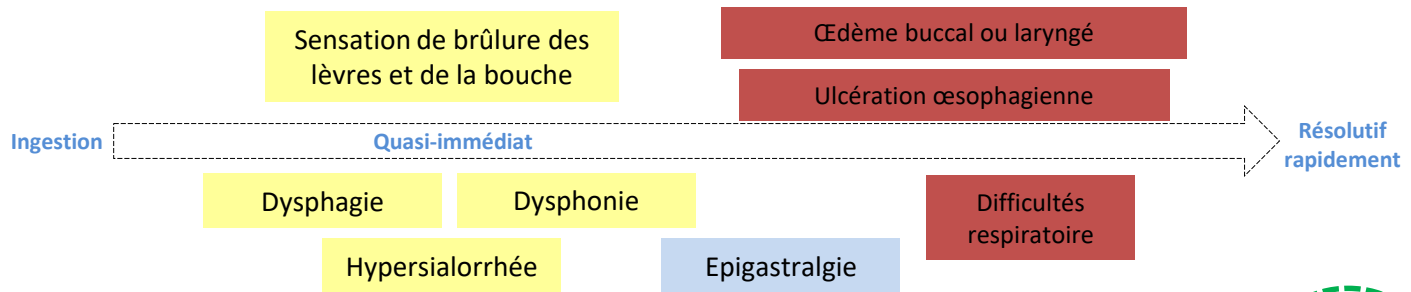 Sensation de brûlure des
lèvres et de la bouche
Œdème buccal ou laryngé
Ulcération œsophagienne
Ingestion
Quasi-immédiat
Résolutif
rapidement
Dysphagie
Dysphonie
Difficultés
respiratoire
Hypersialorrhée
Epigastralgie